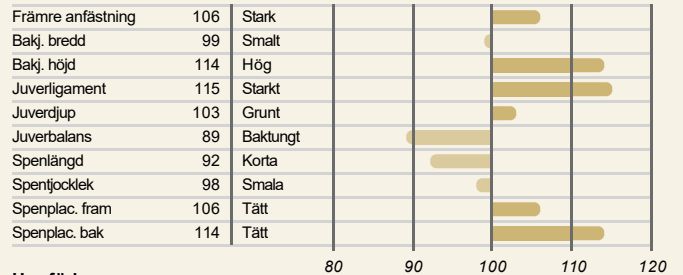 Främre anfästning 106 Stark
Bakj. bredd 99 Smalt
Bakj. höjd 114 Hög
Juverligament 115 Starkt
Juverdjup 103 Grunt
Juverbalans 89 Baktungt
Spenlängd 92 Korta
Spentjocklek 98 Smala
Spenplac. fram 106 Tätt
Spenplac. bak 114 Tätt
80 90 100 110 120